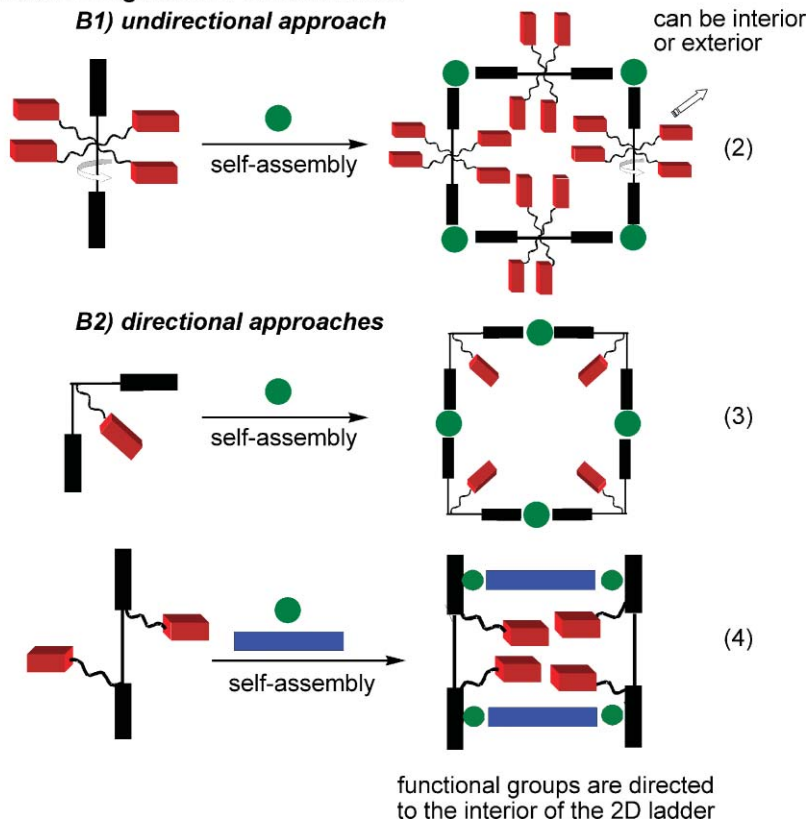 B1) undirectional approach
can be interior
or exterior
self-assembly
(2)
B2) directional approaches
self-assembly
(3)
self-assembly
(4)
functional groups are directed
to the interior of the 2D ladder